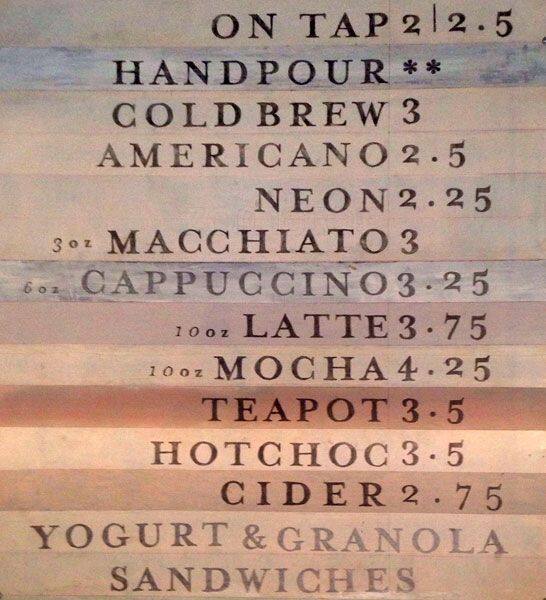 ON TAP 2|2.5
HANDPOUR **
COLD BREW 3
AMERICANO 2.5
NEON 2.25
3oz MACCHIATO 3
6oz CAPPUCCINO 3.25
10oz LATTE 3.75
10oz MOCHA 4.25
TEAPOT 3.5
HOTCHOC 3.5
CIDER 2.75
YOGURT & GRANOLA
SANDWICHES